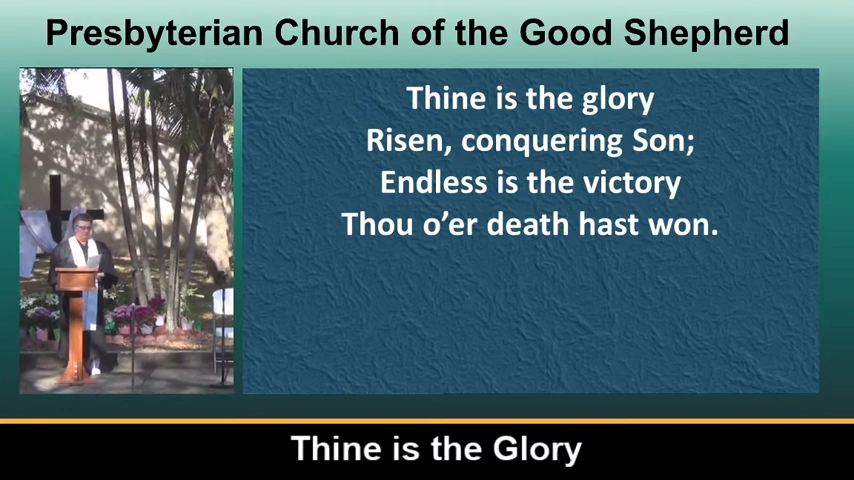 Presbyterian Church of the Good Shepherd
Thine is the glory
Risen, conquering Son;
Endless is the victory
Thou o’er death hast won.
Thine is the Glory